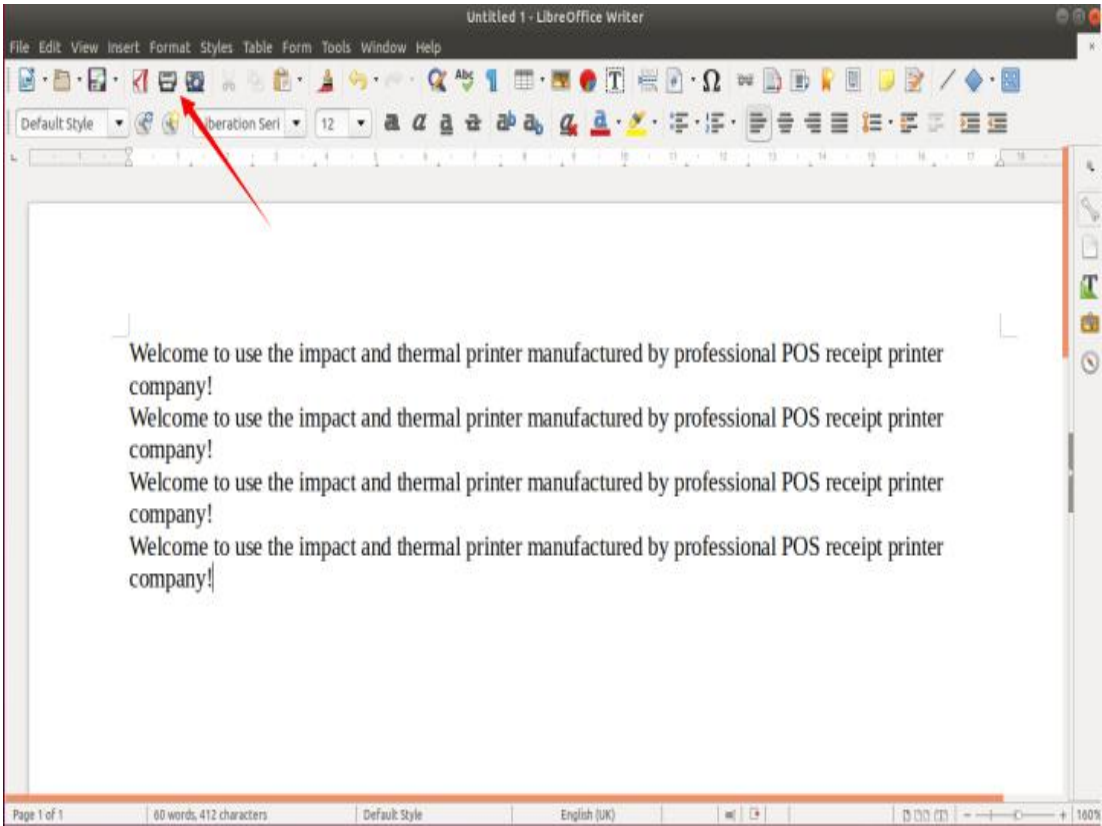 Untitled 1 - LibreOffice Writer
File Edit View Insert Format Styles Table Form Tools Window Help
Abc
Default Style
iberation Seri
12
Welcome to use the impact and thermal printer manufactured by professional POS receipt printer
company!
Welcome to use the impact and thermal printer manufactured by professional POS receipt printer
company!
Welcome to use the impact and thermal printer manufactured by professional POS receipt printer
company!
Welcome to use the impact and thermal printer manufactured by professional POS receipt printer
company!
Page 1 of 1 60 words, 412 characters Default Style English (UK) 160%